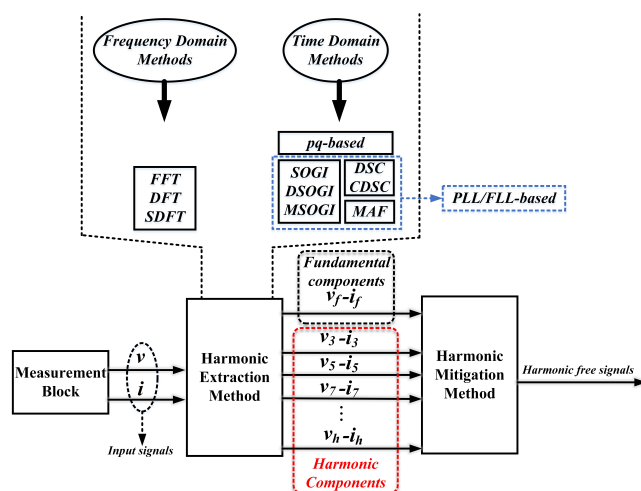 Frequency Domain
Methods
Time Domain
Methods
pq-based
FFT
DFT
SDFT
SOGI
DSOGI
MSOGI
DSC
CDSC
MAF
PLL/FLL-based
Fundamental
components
vf-if
Measurement
Block
v
i
Input signals
Harmonic
Extraction
Method
v3-i3
v5-i5
v7-i7
⋮
vh-ih
Harmonic
Components
Harmonic
Mitigation
Method
Harmonic free signals